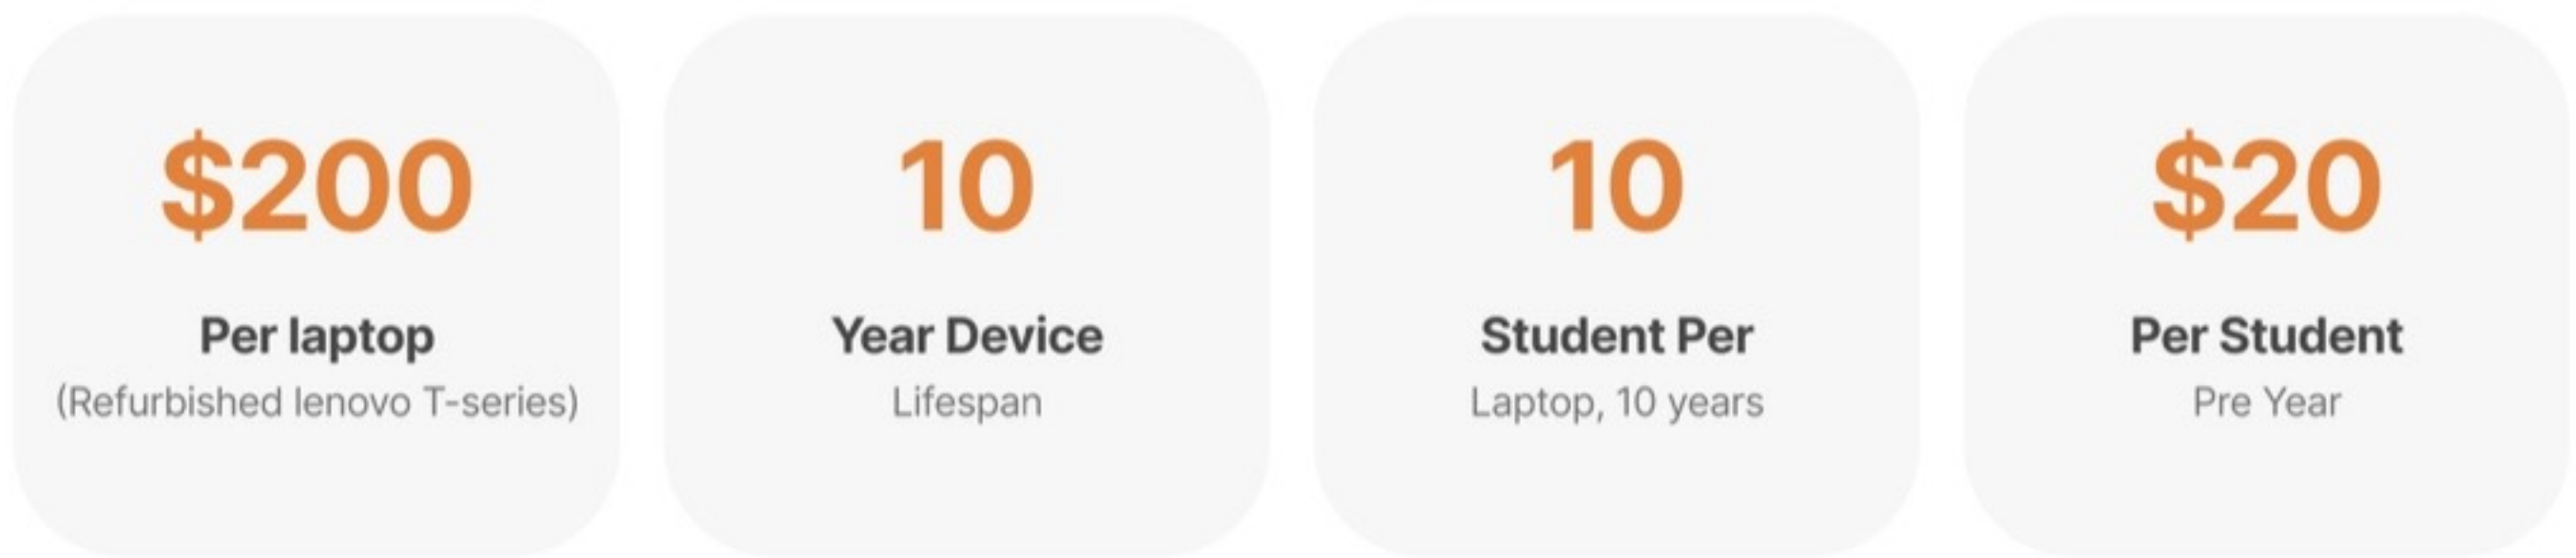 $200
Per laptop
(Refurbished lenovo T-series)
10
Year Device
Lifespan
10
Student Per
Laptop, 10 years
$20
Per Student
Pre Year